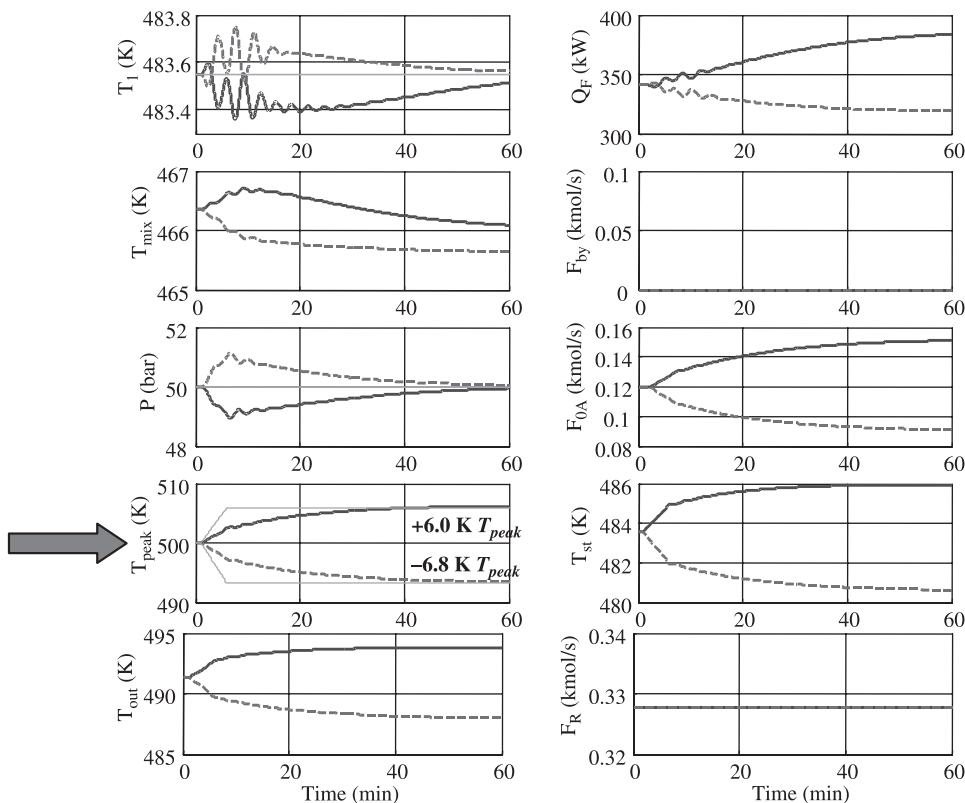 T1 (K)
483.8
483.6
483.4
0 20 40 60
QF (kW)
400
350
300
0 20 40 60
Tmix (K)
467
466
465
0 20 40 60
Fby (kmol/s)
0.1
0.05
0
0 20 40 60
P (bar)
52
50
48
0 20 40 60
F0A (kmol/s)
0.16
0.14
0.12
0.1
0.08
0 20 40 60
Tpeak (K)
510
500
490
+6.0 K Tpeak
–6.8 K Tpeak
0 20 40 60
Tst (K)
486
484
482
480
0 20 40 60
Tout (K)
495
490
485
0 20 40 60
Time (min)
FR (kmol/s)
0.34
0.33
0.32
0 20 40 60
Time (min)